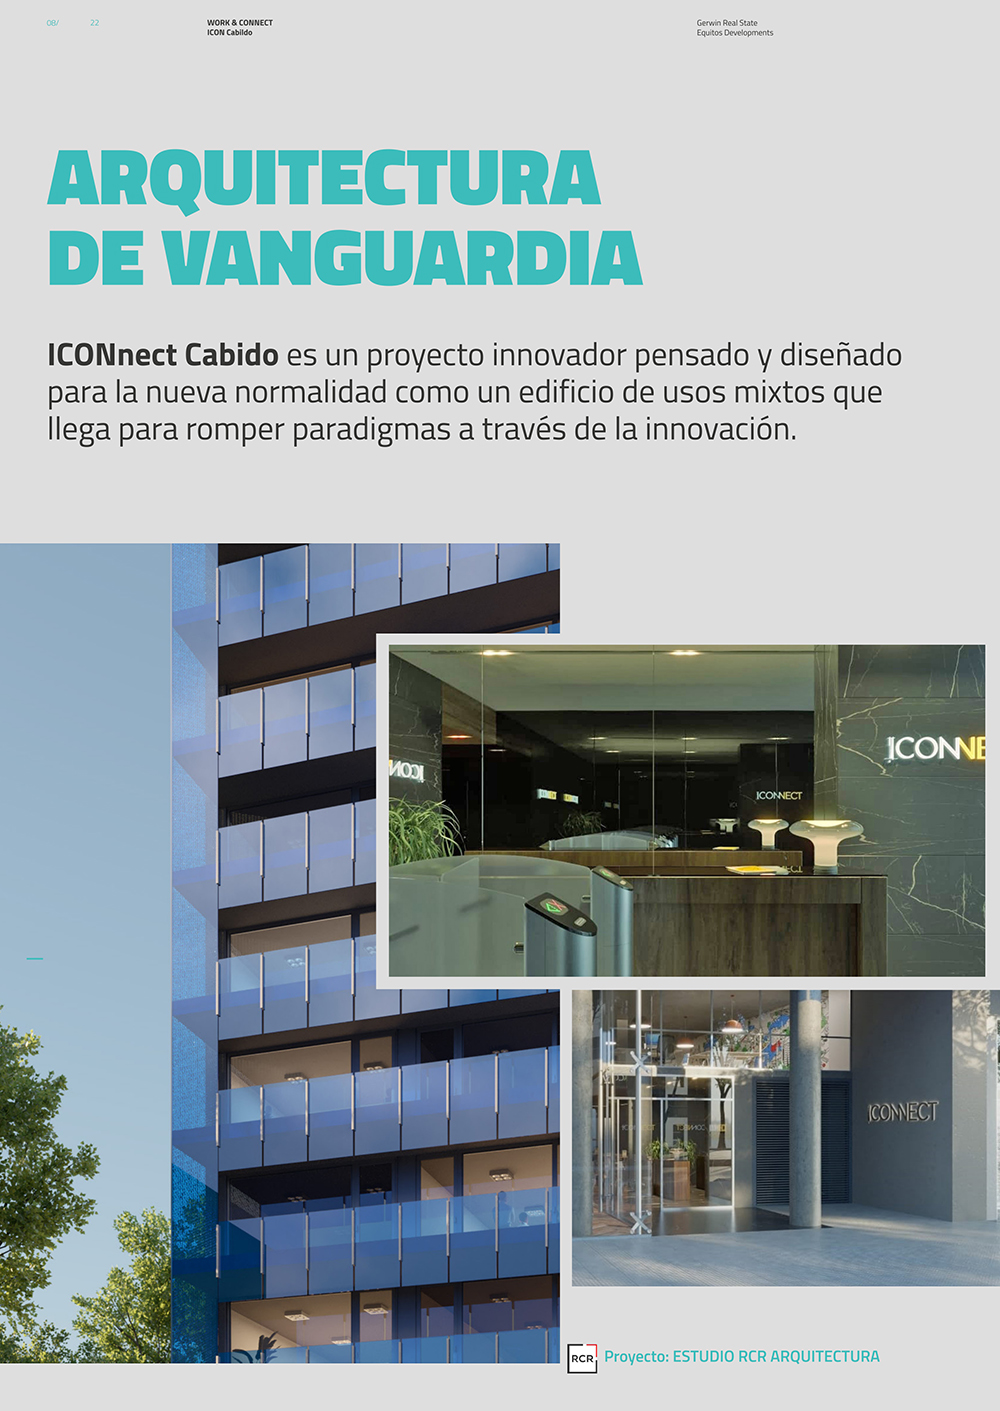 08/ 22
WORK & CONNECT
ICON Cabildo
Gerwin Real State
Equitos Developments
ARQUITECTURA
DE VANGUARDIA
ICONnect Cabido es un proyecto innovador pensado y diseñado
para la nueva normalidad como un edificio de usos mixtos que
llega para romper paradigmas a través de la innovación.
ICONNE
ICONNECT
ICONNECT
RCR Proyecto: ESTUDIO RCR ARQUITECTURA